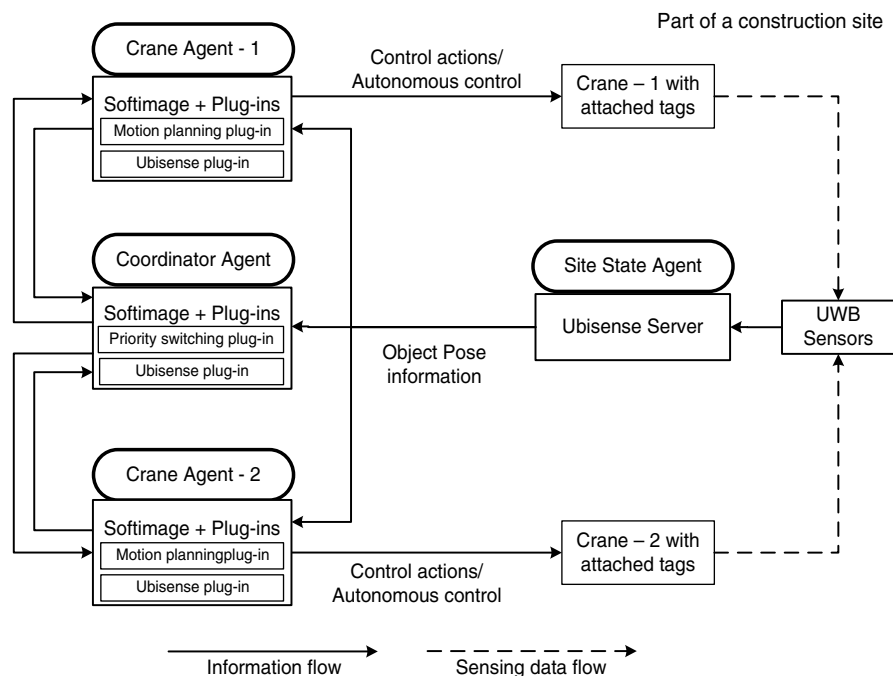 Part of a construction site
Crane Agent - 1
Softimage + Plug-ins
Motion planning plug-in
Ubisense plug-in
Control actions/
Autonomous control
Crane – 1 with
attached tags
Coordinator Agent
Softimage + Plug-ins
Priority switching plug-in
Ubisense plug-in
Object Pose
information
Site State Agent
Ubisense Server
UWB
Sensors
Crane Agent - 2
Softimage + Plug-ins
Motion planningplug-in
Ubisense plug-in
Control actions/
Autonomous control
Crane – 2 with
attached tags
Information flow
Sensing data flow